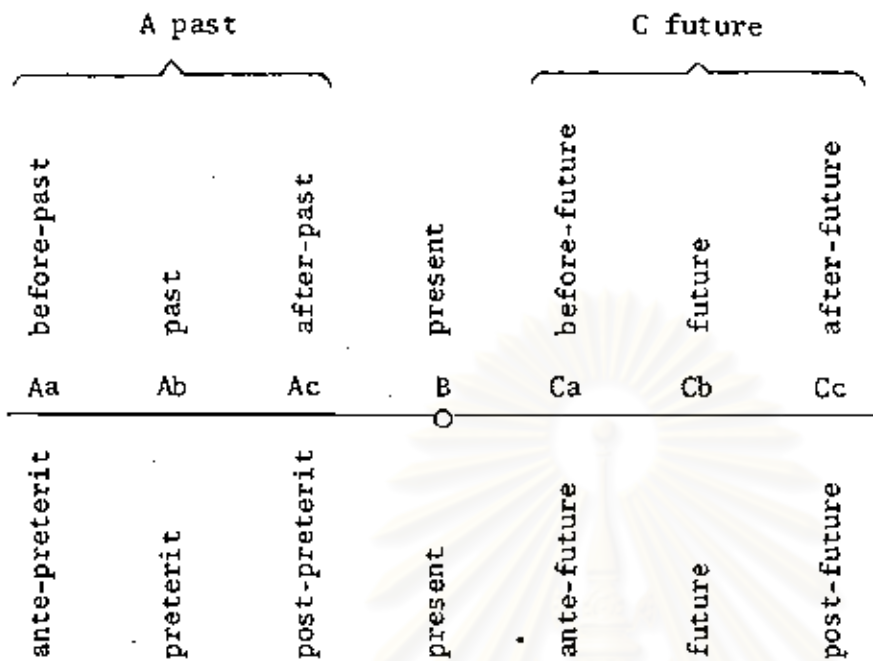 A past C future
before-past past after-past present before-future future after-future
Aa Ab Ac B Ca Cb Cc
ante-preterit preterit post-preterit present ante-future future post-future